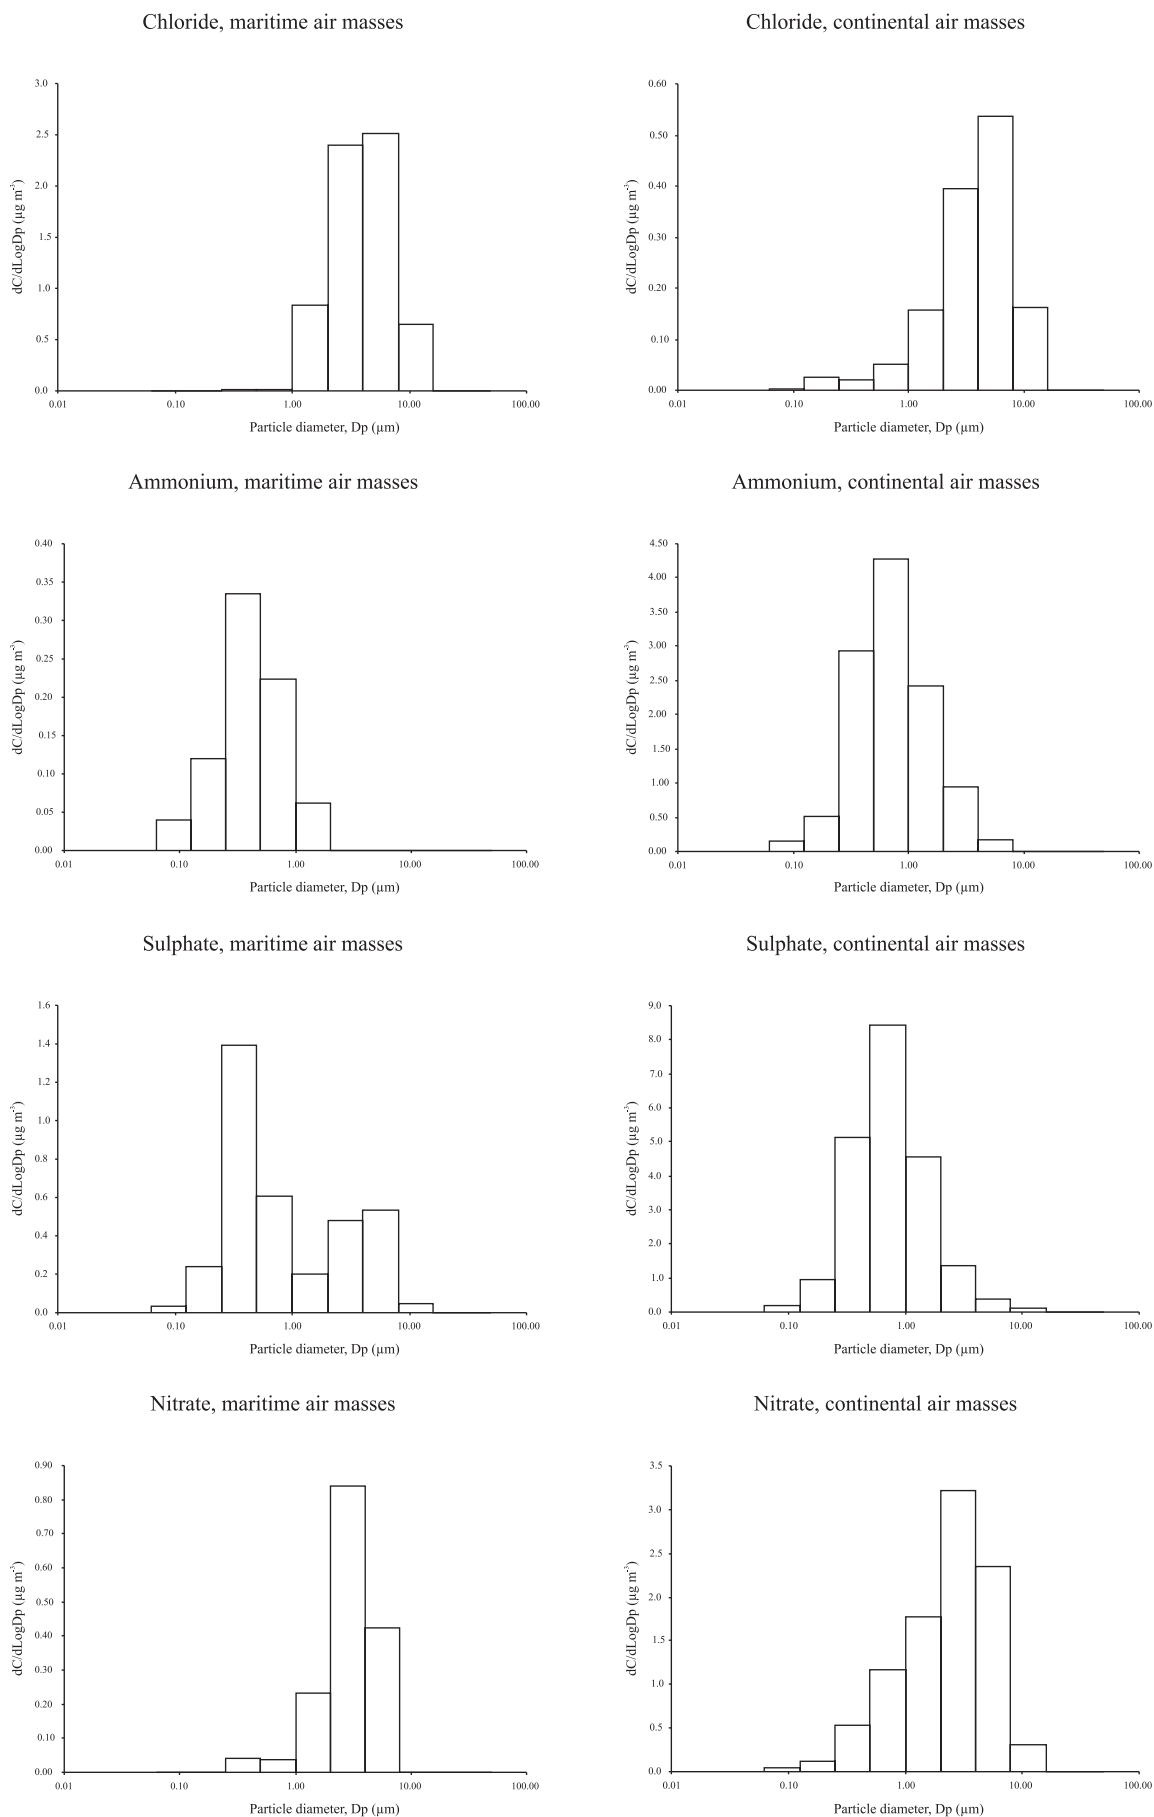 Chloride, maritime air masses
3.0
2.5
2.0
1.5
1.0
0.5
0.0
0.01 0.10 1.00 10.00 100.00
dC/dLogDp (µg m⁻³)
Particle diameter, Dp (µm)
Chloride, continental air masses
0.60
0.50
0.40
0.30
0.20
0.10
0.00
0.01 0.10 1.00 10.00 100.00
dC/dLogDp (µg m⁻³)
Particle diameter, Dp (µm)
Ammonium, maritime air masses
0.40
0.35
0.30
0.25
0.20
0.15
0.10
0.05
0.00
0.01 0.10 1.00 10.00 100.00
dC/dLogDp (µg m⁻³)
Particle diameter, Dp (µm)
Ammonium, continental air masses
4.50
4.00
3.50
3.00
2.50
2.00
1.50
1.00
0.50
0.00
0.01 0.10 1.00 10.00 100.00
dC/dLogDp (µg m⁻³)
Particle diameter, Dp (µm)
Sulphate, maritime air masses
1.6
1.4
1.2
1.0
0.8
0.6
0.4
0.2
0.0
0.01 0.10 1.00 10.00 100.00
dC/dLogDp (µg m⁻³)
Particle diameter, Dp (µm)
Sulphate, continental air masses
9.0
8.0
7.0
6.0
5.0
4.0
3.0
2.0
1.0
0.0
0.01 0.10 1.00 10.00 100.00
dC/dLogDp (µg m⁻³)
Particle diameter, Dp (µm)
Nitrate, maritime air masses
0.90
0.80
0.70
0.60
0.50
0.40
0.30
0.20
0.10
0.00
0.01 0.10 1.00 10.00 100.00
dC/dLogDp (µg m⁻³)
Particle diameter, Dp (µm)
Nitrate, continental air masses
3.5
3.0
2.5
2.0
1.5
1.0
0.5
0.0
0.01 0.10 1.00 10.00 100.00
dC/dLogDp (µg m⁻³)
Particle diameter, Dp (µm)